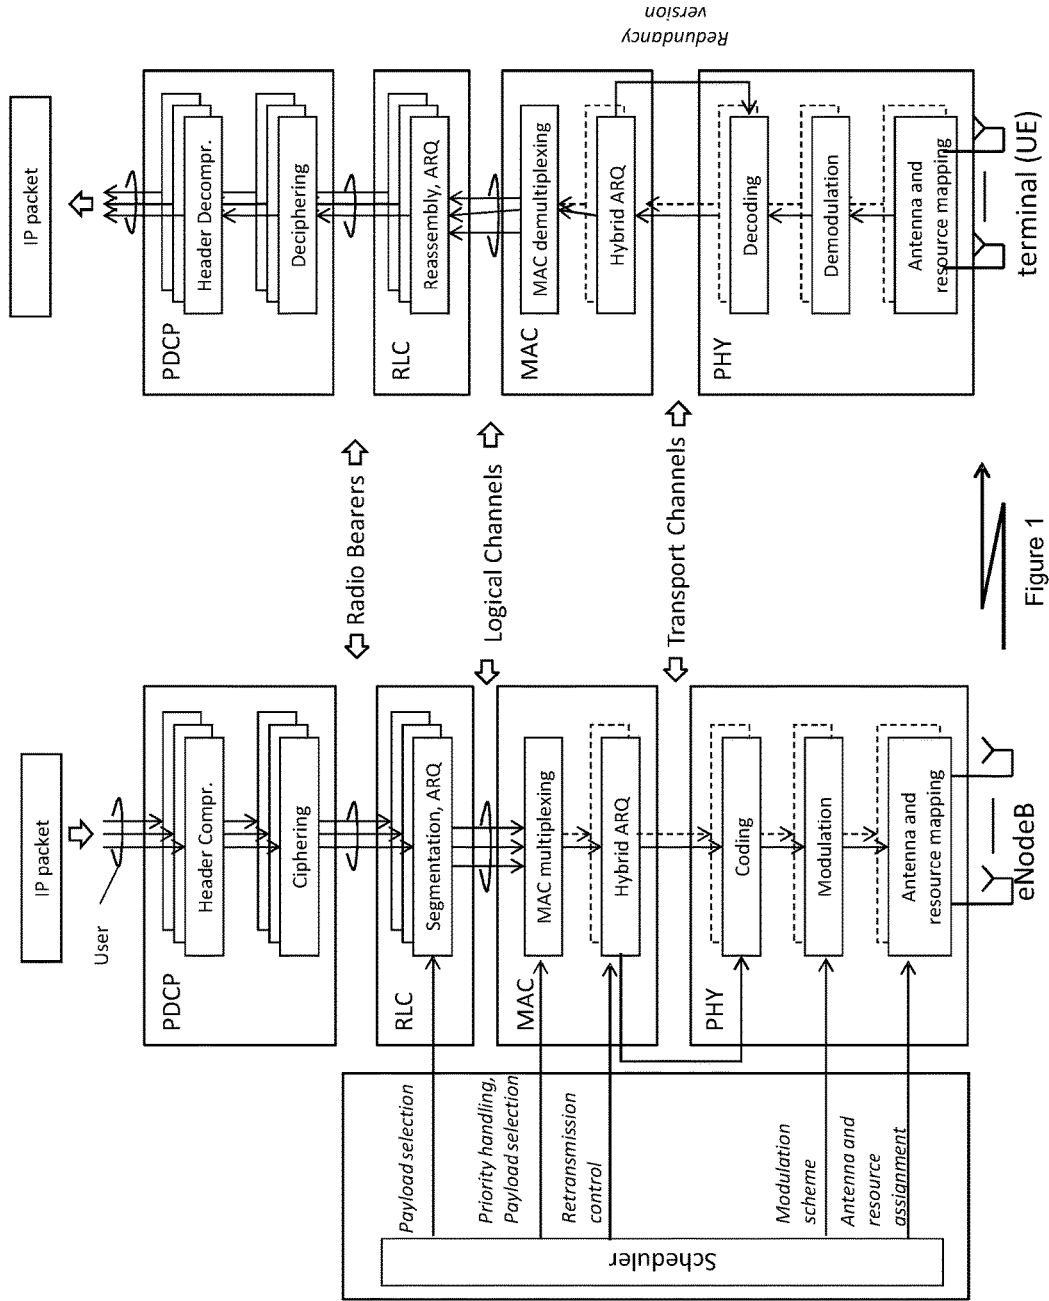 IP packet
User
PDCP
Header Compr.
Ciphering
RLC
Segmentation, ARQ
MAC
MAC multiplexing
Hybrid ARQ
PHY
Coding
Modulation
Antenna and
resource mapping
eNodeB
Scheduler
Payload selection
Priority handling,
Payload selection
Retransmission
control
Modulation
scheme
Antenna and
resource
assignment
Radio Bearers
Logical Channels
Transport Channels
Figure 1
IP packet
PDCP
Header Decompr.
Deciphering
RLC
Reassembly, ARQ
MAC
MAC demultiplexing
Hybrid ARQ
Redundancy
version
PHY
Decoding
Demodulation
Antenna and
resource mapping
terminal (UE)